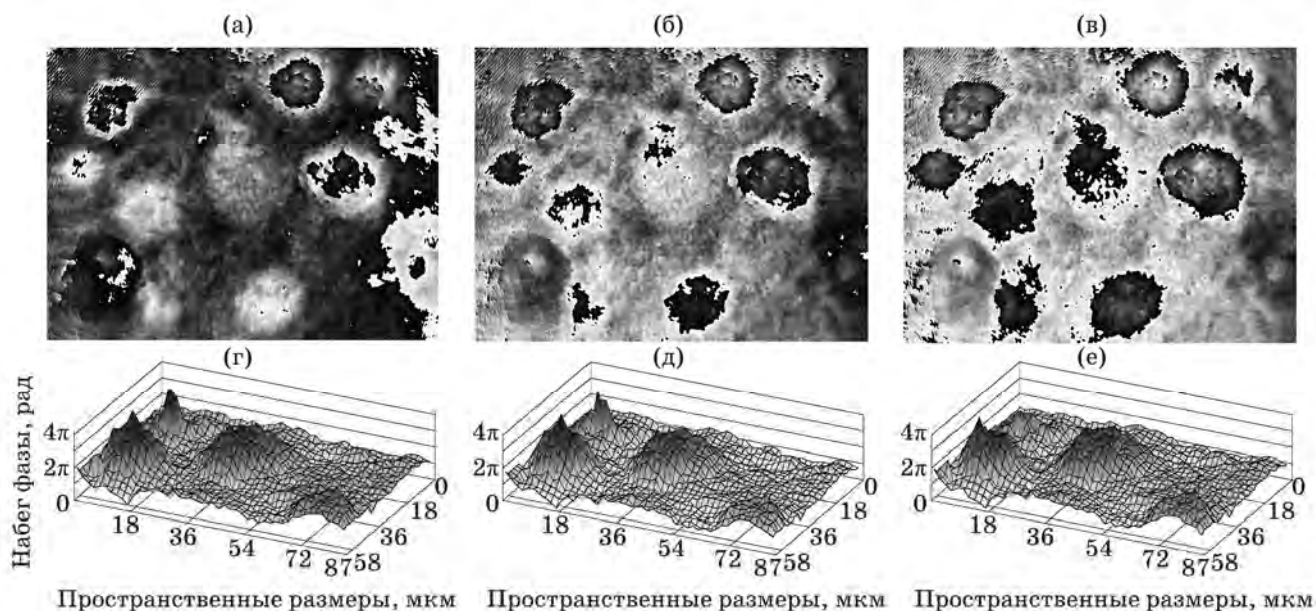 (а) (б) (в)
(г) (д) (е)
Набег фазы, рад
4π 4π 4π
2π 2π 2π
0 0 0
0 0 0
18 18 18
36 36 36
58 58 58
18 36 54 72 87
18 36 54 72 87
18 36 54 72 87
Пространственные размеры, мкм Пространственные размеры, мкм Пространственные размеры, мкм